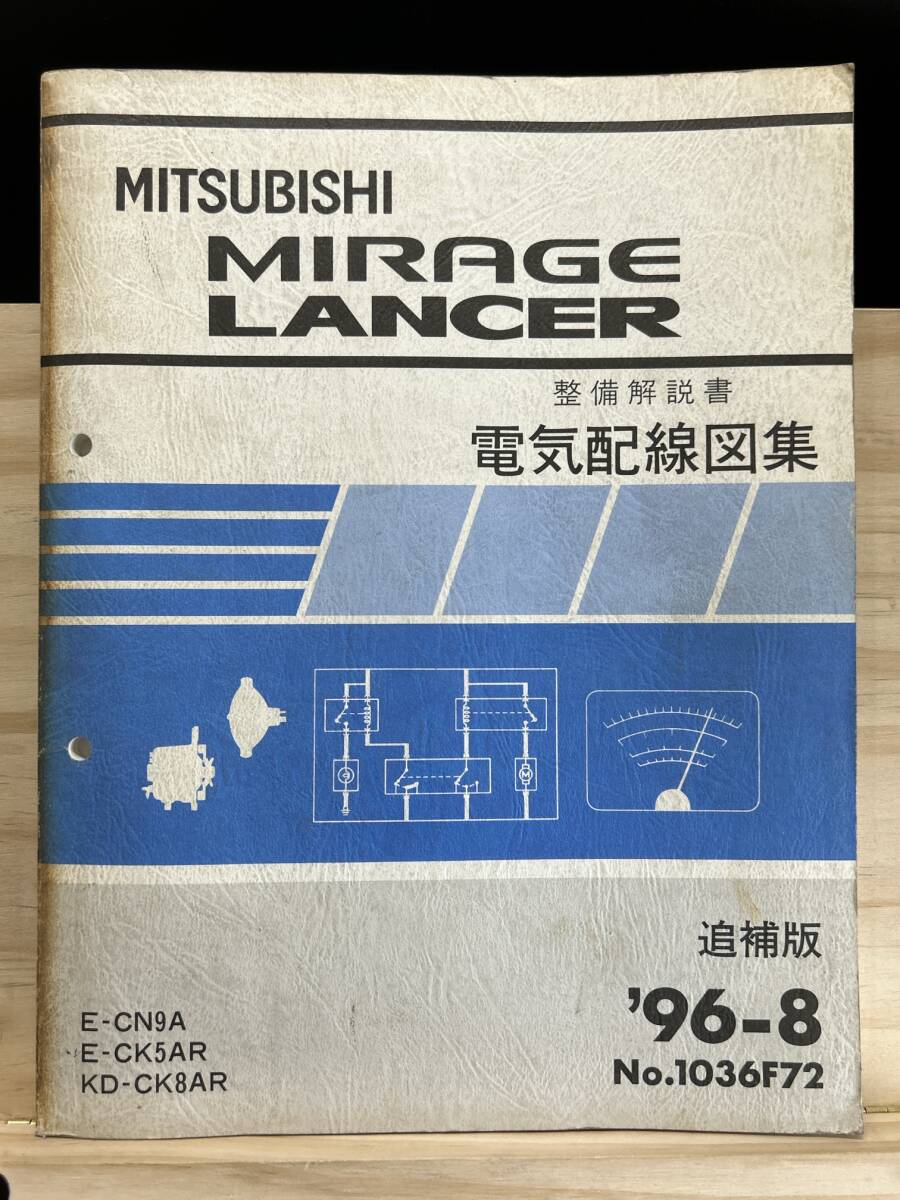 MITSUBISHI
MIRAGE
LANCER
整備解説書
電気配線図集
M
追補版
'96-8
No.1036F72
E-CN9A
E-CK5AR
KD-CK8AR